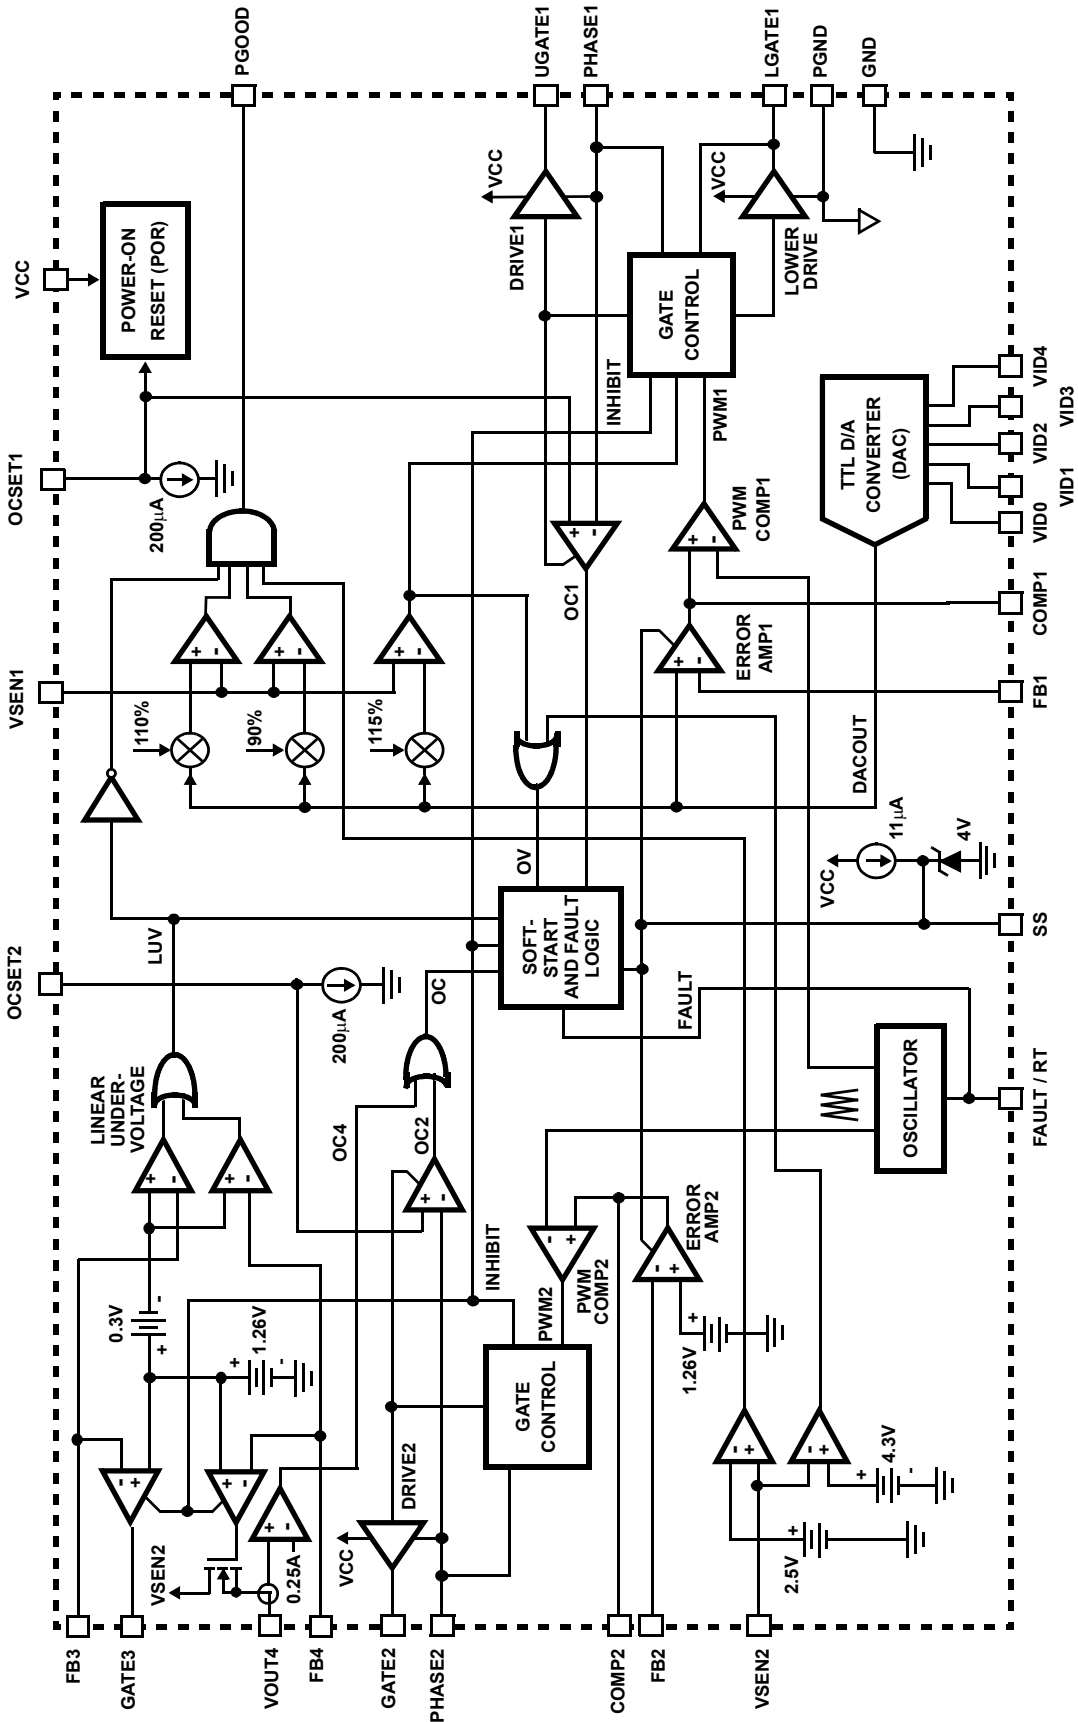 VCC
OCSET1
VSEN1
OCSET2
PGOOD
UGATE1
PHASE1
LGATE1
PGND
GND
VID4
VID3
VID2
VID1
VID0
COMP1
FB1
SS
FAULT / RT
FB3
GATE3
VOUT4
FB4
GATE2
PHASE2
COMP2
FB2
VSEN2
POWER-ON
RESET (POR)
200µA
110%
90%
115%
+
-
+
-
+
-
LUV
LINEAR
UNDER-
VOLTAGE
+
-
+
-
0.3V
+
-
1.26V
+
-
-
+
+
-
+
-
VSEN2
0.25A
200µA
OC
OC4
OC2
+
-
INHIBIT
DRIVE2
VCC
GATE
CONTROL
PWM2
PWM
COMP2
-
+
ERROR
AMP2
-
+
1.26V
+
-
+
-
+
4.3V
+
-
2.5V
+
OV
SOFT-
START
AND FAULT
LOGIC
FAULT
OSCILLATOR
VCC
11µA
4V
DACOUT
OC1
+
-
INHIBIT
DRIVE1
VCC
GATE
CONTROL
VCC
LOWER
DRIVE
PWM1
PWM
COMP1
+
-
ERROR
AMP1
+
-
TTL D/A
CONVERTER
(DAC)